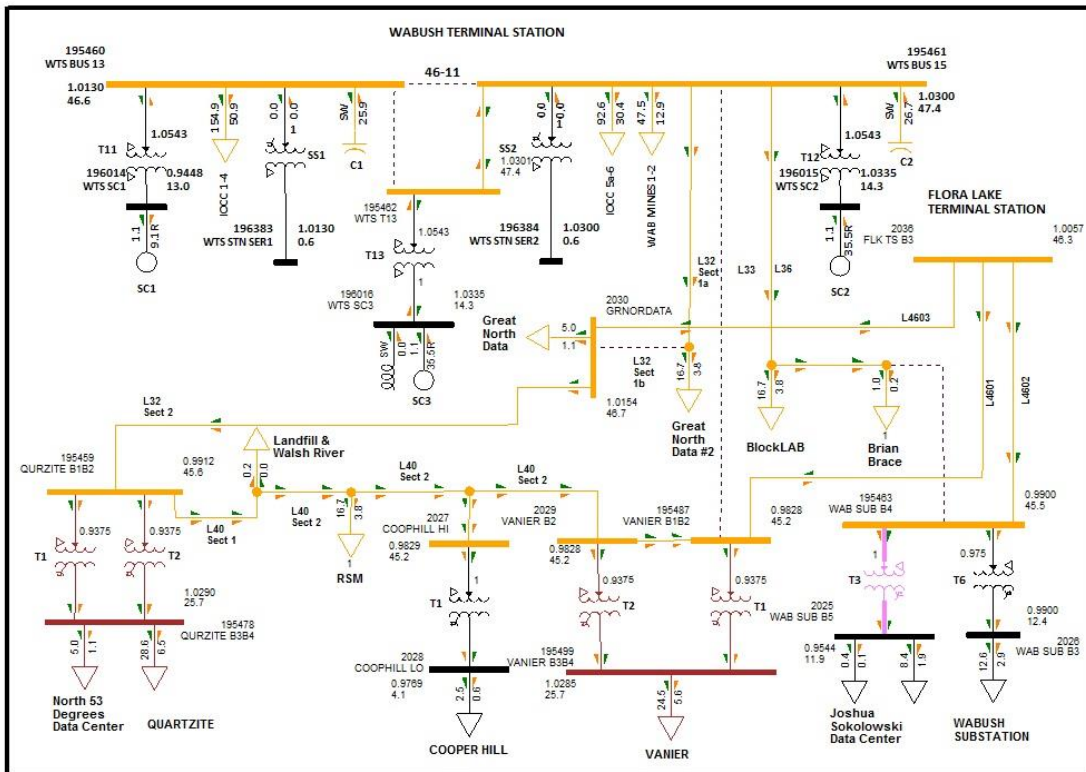 WABUSH TERMINAL STATION
195460
WTS BUS 13
1.0130
46.6
46-11
195461
WTS BUS 15
1.0300
47.4
1.0543
T11
196014
WTS SC1
0.9448
13.0
1.1
9.1R
SC1
154.9
50.9
IOCC 1-4
0.0
0.0
1
SS1
196383
WTS STN SER1
1.0130
0.6
SW
25.9
C1
1.0301
47.4
195462
WTS T13
1.0543
T13
1
196016
WTS SC3
1.0335
14.3
SW
0.0
1.1
35.5R
SC3
SS2
0.0
0.0
1
196384
WTS STN SER2
1.0300
0.6
92.6
30.4
IOCC 5a-6
47.5
12.9
WAB MINES 1-2
L32
Sect
1a
L33
L36
1.0543
T12
196015
WTS SC2
1.0335
14.3
1.1
35.5R
SC2
SW
C2
FLORA LAKE
TERMINAL STATION
2036
FLK TS B3
1.0057
46.3
L4603
L4601
L4602
2030
GRNORDATA
Great
North
Data
5.0
1.1
L32
Sect
1b
1.0154
46.7
16.7
3.8
Great
North
Data #2
16.7
3.8
BlockLAB
1.0
0.2
1
Brian
Brace
L32
Sect 2
Landfill &
Walsh River
0.2
0.0
195459
QURZITE B1B2
0.9912
45.6
L40
Sect 1
L40
Sect 2
16.7
3.8
1
RSM
L40
Sect 2
L40
Sect 2
0.9375
T1
0.9375
T2
1.0290
25.7
195478
QURZITE B3B4
5.0
1.1
North 53
Degrees
Data Center
28.6
6.5
QUARTZITE
2027
COOPHILL HI
0.9829
45.2
1
T1
2028
COOPHILL LO
0.9769
4.1
2.5
0.6
COOPER HILL
2029
VANIER B2
0.9828
45.2
195487
VANIER B1B2
0.9828
45.2
0.9375
T2
0.9375
T1
195499
VANIER B3B4
1.0285
25.7
24.5
5.6
VANIER
195463
WAB SUB B4
0.9900
45.5
1
T3
2025
WAB SUB B5
0.9544
11.9
0.4
0.1
8.4
1.9
Joshua
Sokolowski
Data Center
0.975
T6
0.9900
12.4
2026
WAB SUB B3
12.6
2.9
WABUSH
SUBSTATION